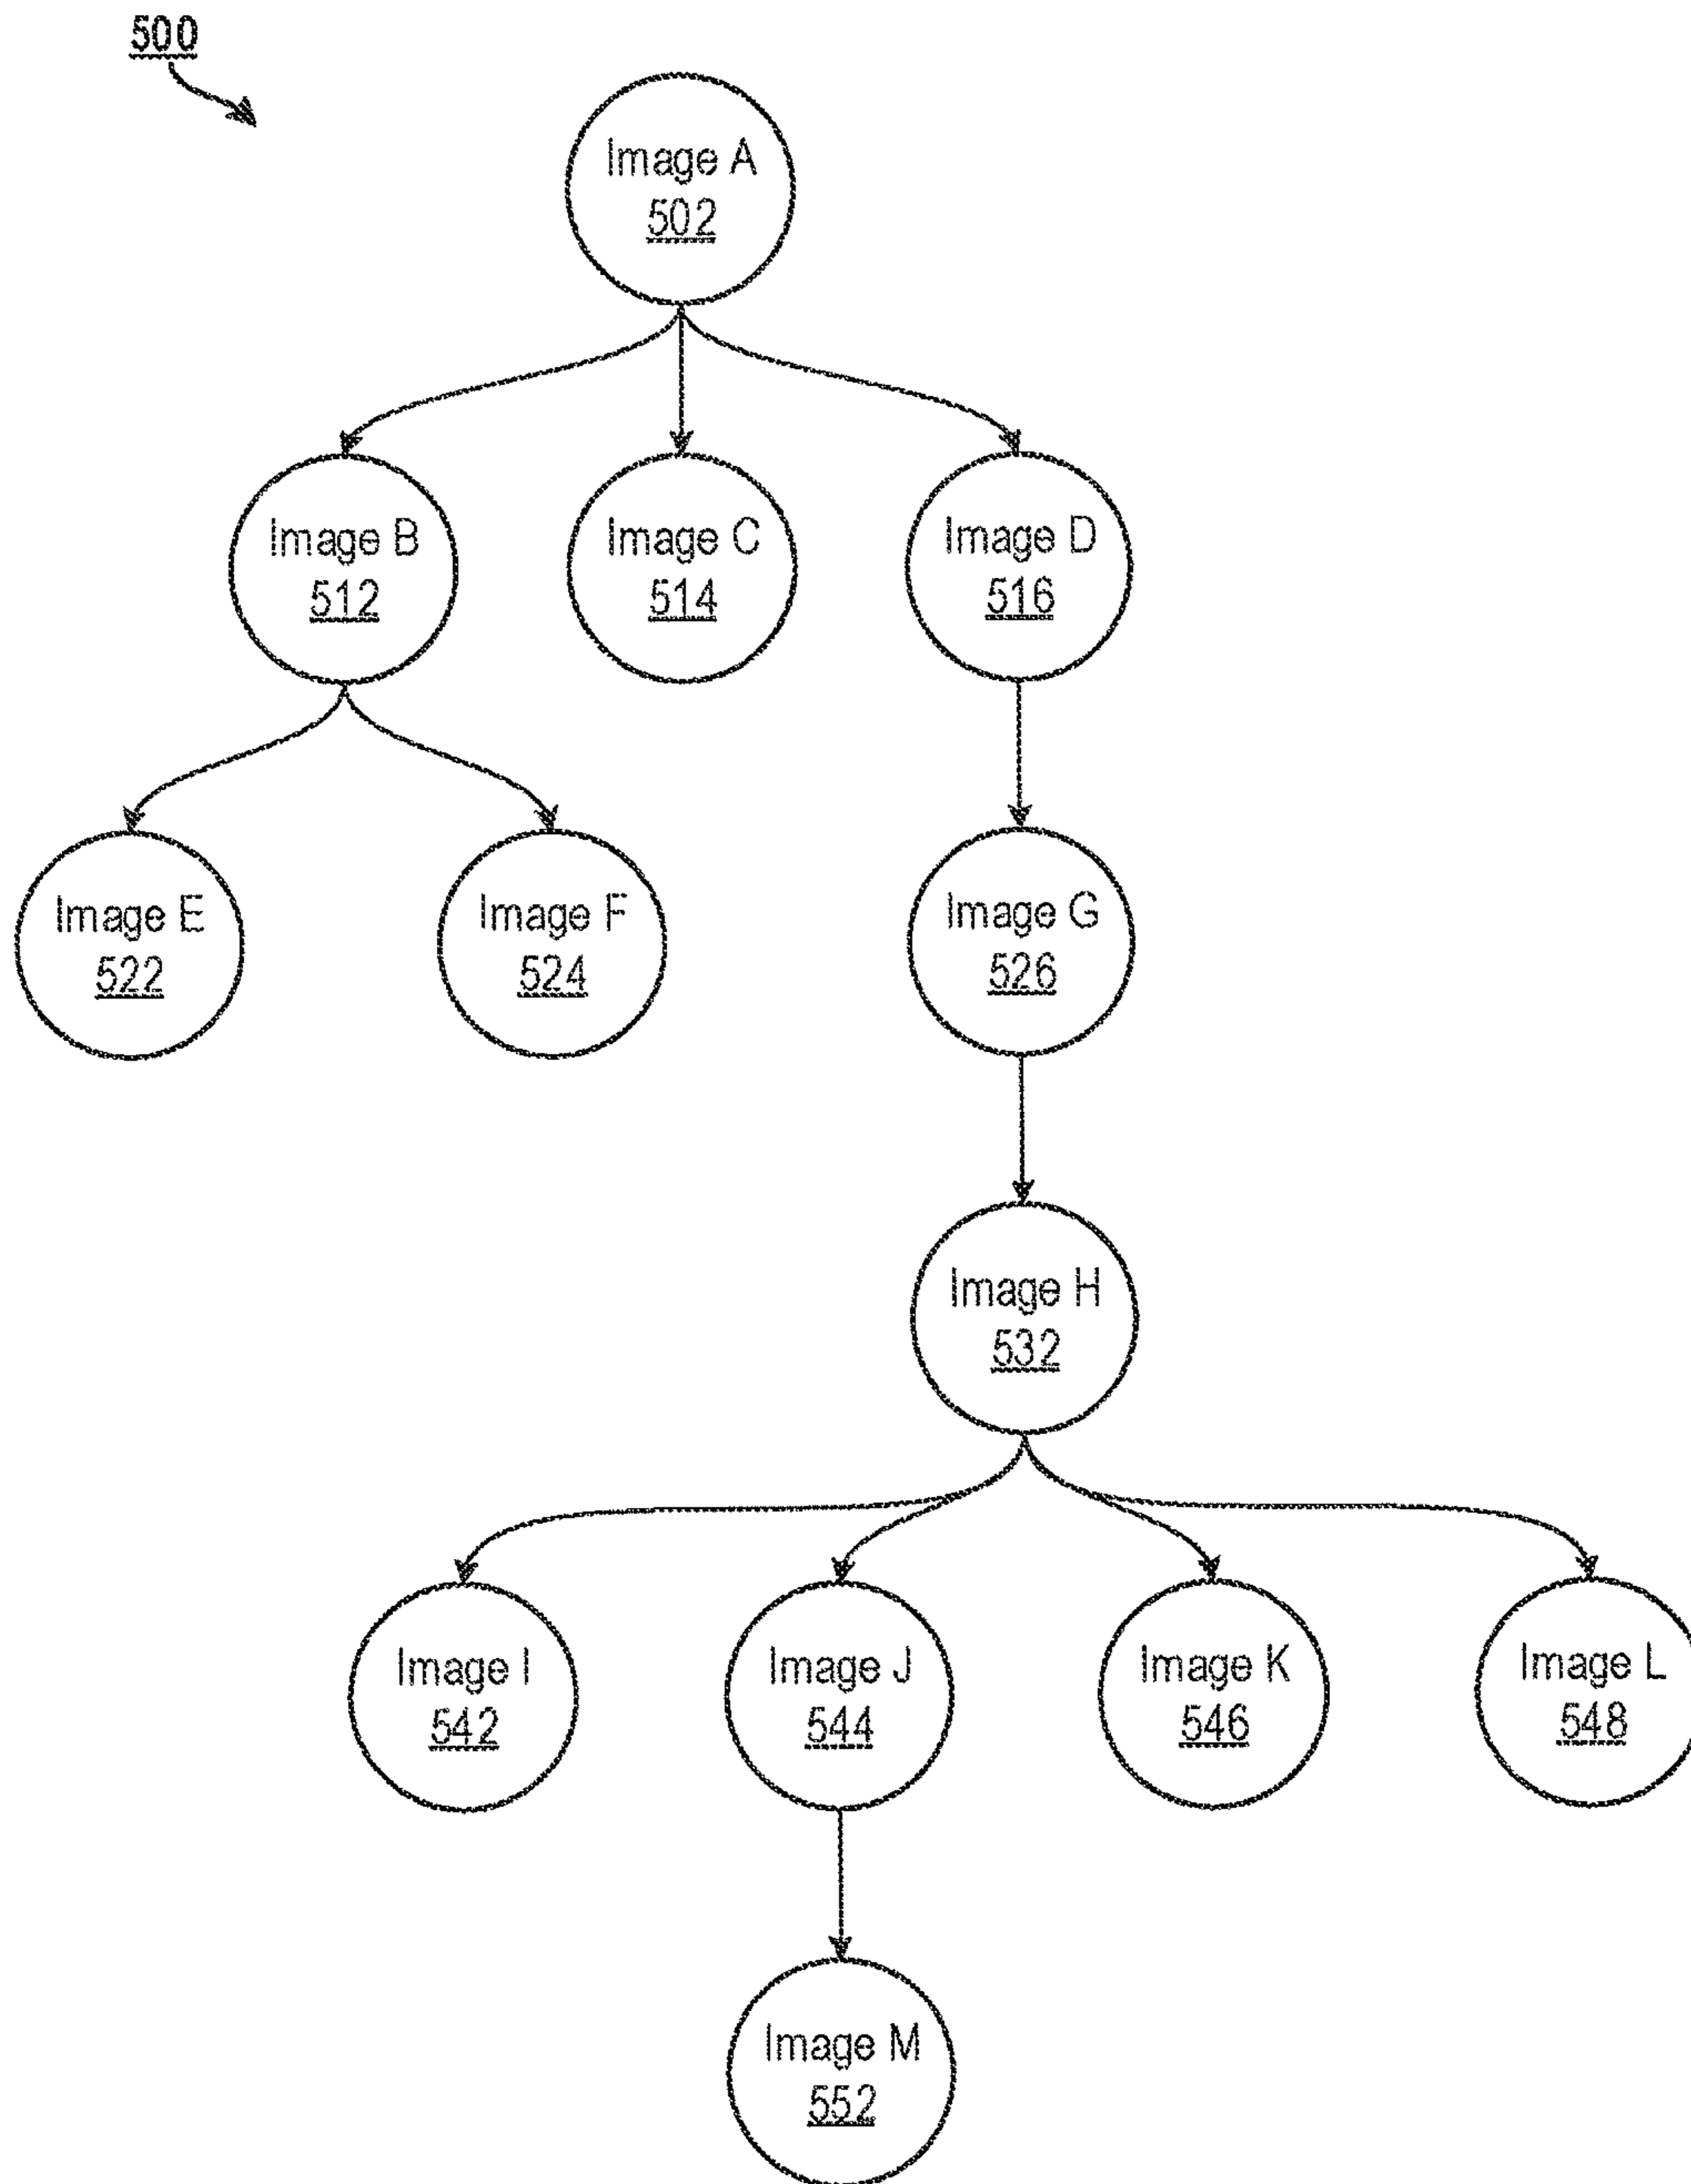 500
Image A
502
Image B
512
Image C
514
Image D
516
Image E
522
Image F
524
Image G
526
Image H
532
Image I
542
Image J
544
Image K
546
Image L
548
Image M
552